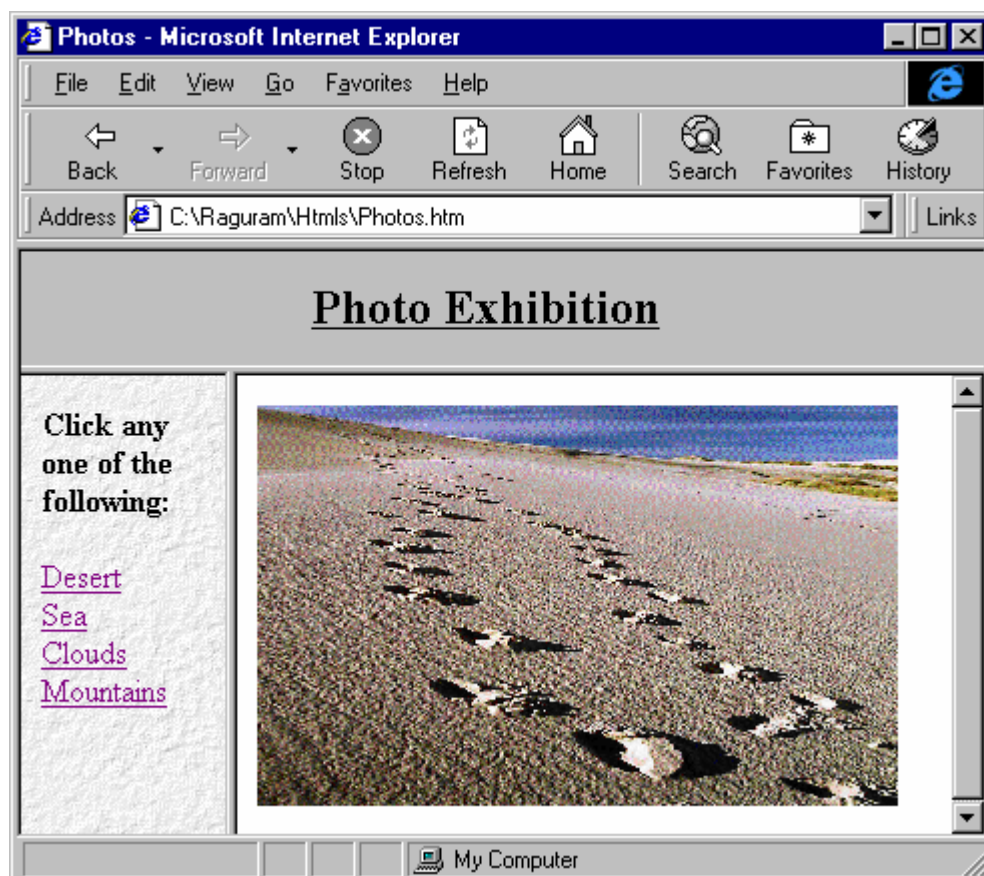 Photos - Microsoft Internet Explorer
File Edit View Go Favorites Help
Back Forward Stop Refresh Home Search Favorites History
Address C:\Raguram\Htmls\Photos.htm Links
Photo Exhibition
Click any
one of the
following:
Desert
Sea
Clouds
Mountains
My Computer